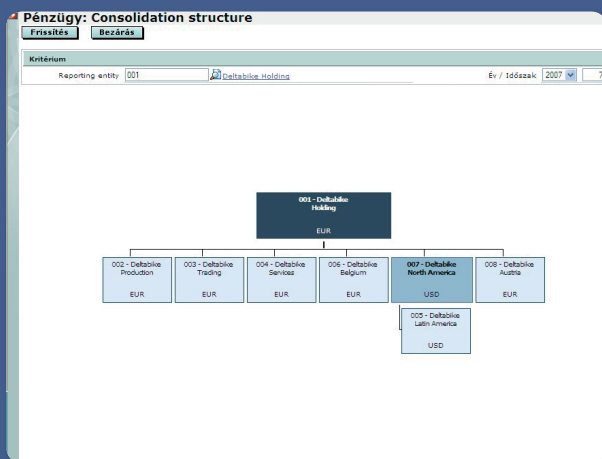 Pénzügy: Consolidation structure
Frissítés Bezárás
Kritérium
Reporting entity 001 Deltabike Holding Év / Időszak 2007 7
001 - Deltabike
Holding
EUR
002 - Deltabike
Production
EUR
003 - Deltabike
Trading
EUR
004 - Deltabike
Services
EUR
006 - Deltabike
Belgium
EUR
007 - Deltabike
North America
USD
008 - Deltabike
Austria
EUR
005 - Deltabike
Latin America
USD